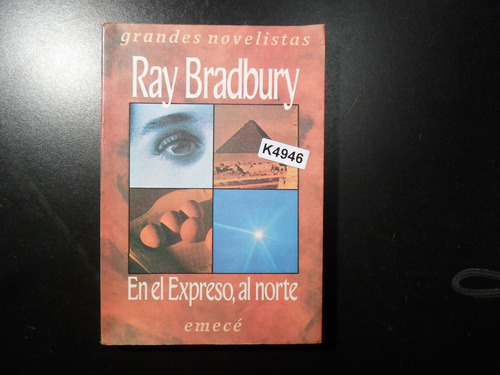 grandes novelistas
Ray Bradbury
K4946
En el Expreso, al norte
emecé